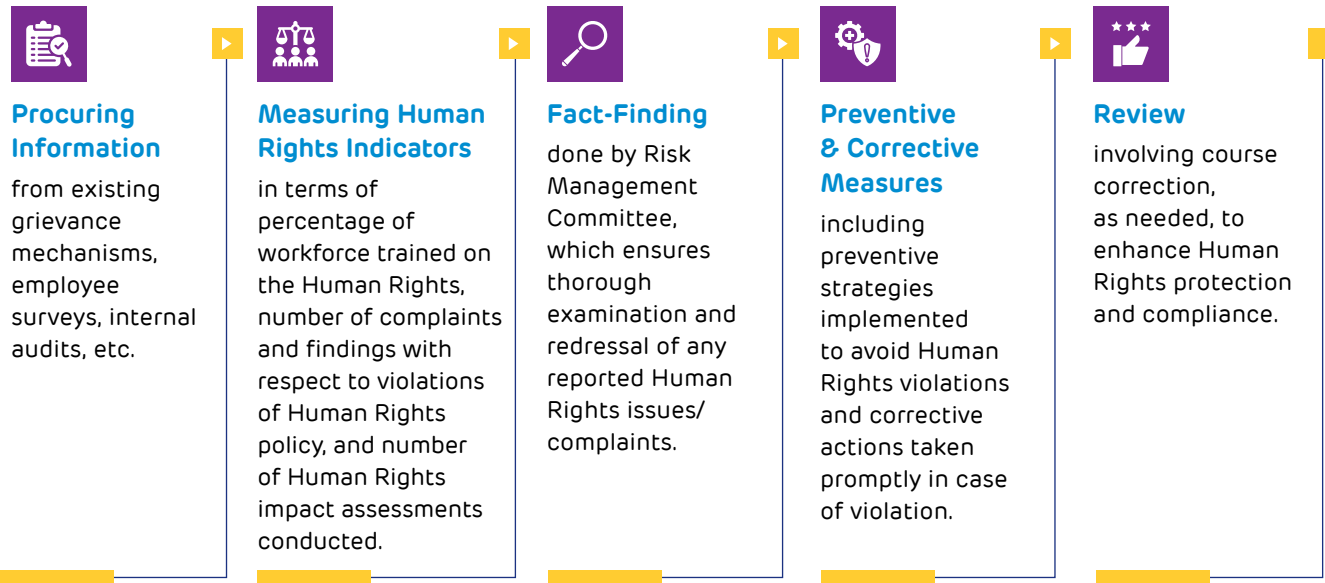 Procuring
Information
from existing
grievance
mechanisms,
employee
surveys, internal
audits, etc.
Measuring Human
Rights Indicators
in terms of
percentage of
workforce trained on
the Human Rights,
number of complaints
and findings with
respect to violations
of Human Rights
policy, and number
of Human Rights
impact assessments
conducted.
Fact-Finding
done by Risk
Management
Committee,
which ensures
thorough
examination and
redressal of any
reported Human
Rights issues/
complaints.
Preventive
& Corrective
Measures
including
preventive
strategies
implemented
to avoid Human
Rights violations
and corrective
actions taken
promptly in case
of violation.
Review
involving course
correction,
as needed, to
enhance Human
Rights protection
and compliance.